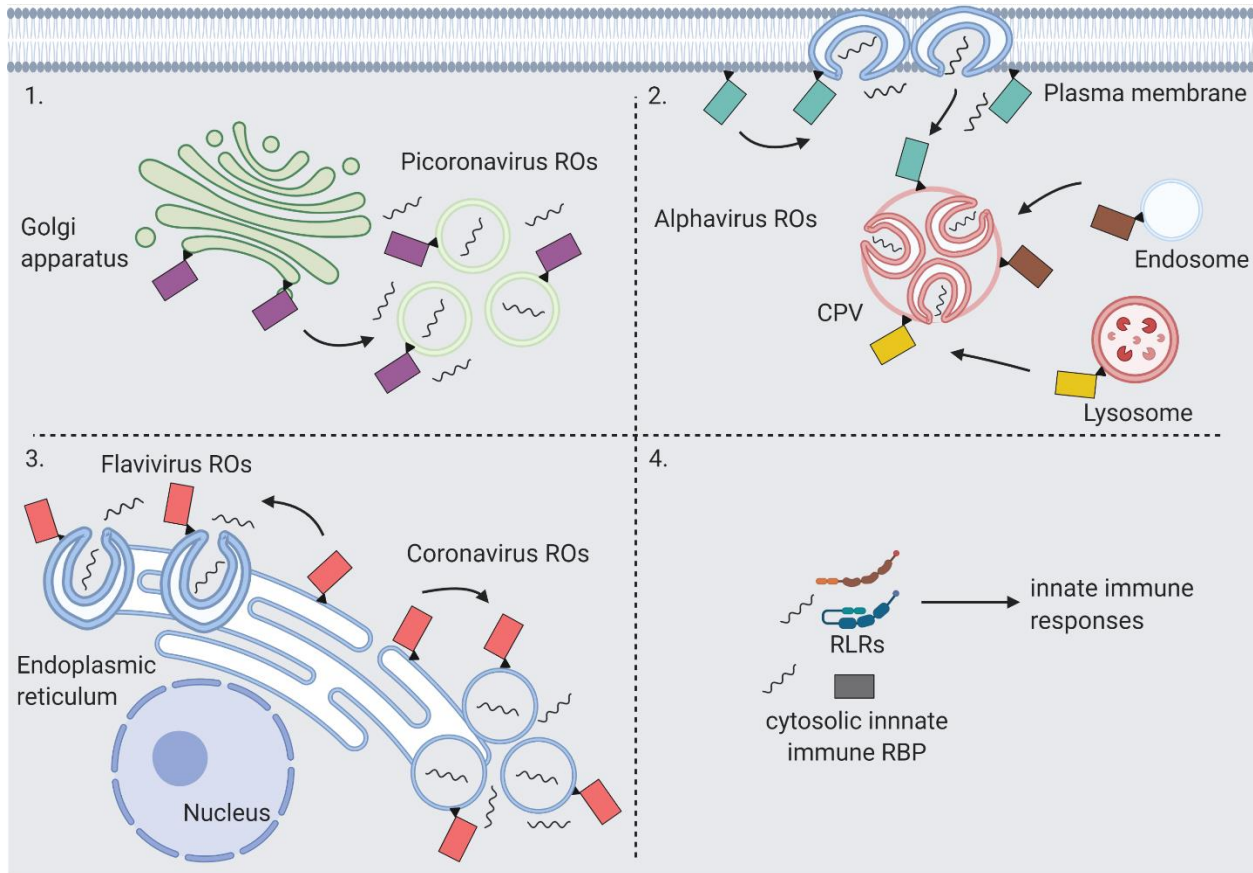 1.
Golgi
apparatus
Picoronavirus ROs
2.
Plasma membrane
Alphavirus ROs
CPV
Endosome
Lysosome
3.
Flavivirus ROs
Coronavirus ROs
Endoplasmic
reticulum
Nucleus
4.
RLRs
innate immune
responses
cytosolic innnate
immune RBP